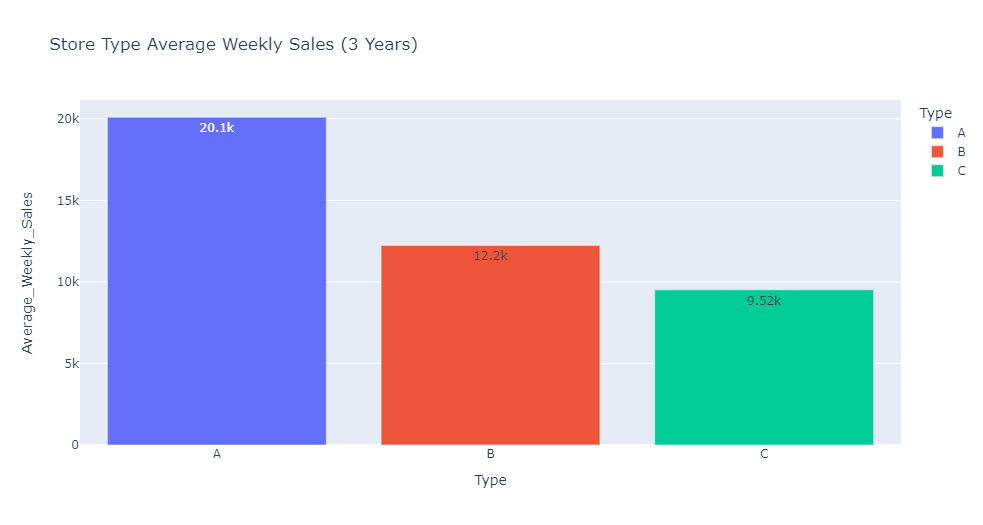 Store Type Average Weekly Sales (3 Years)
Average_Weekly_Sales
20k
15k
10k
5k
0
20.1k
12.2k
9.52k
A
B
C
Type
Type
A
B
C